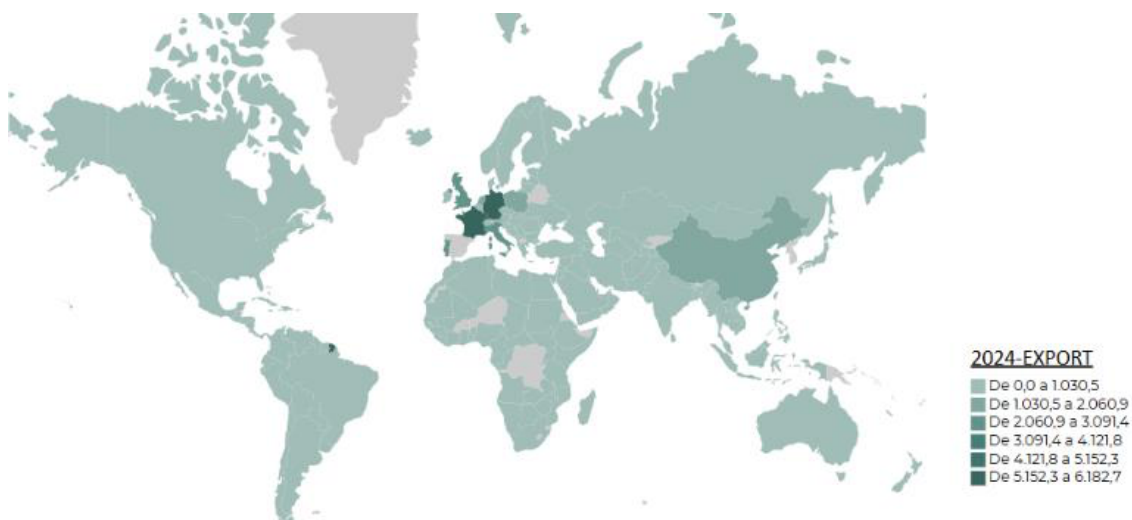 2024-EXPORT
De 0,0 a 1.030,5
De 1.030,5 a 2.060,9
De 2.060,9 a 3.091,4
De 3.091,4 a 4.121,8
De 4.121,8 a 5.152,3
De 5.152,3 a 6.182,7